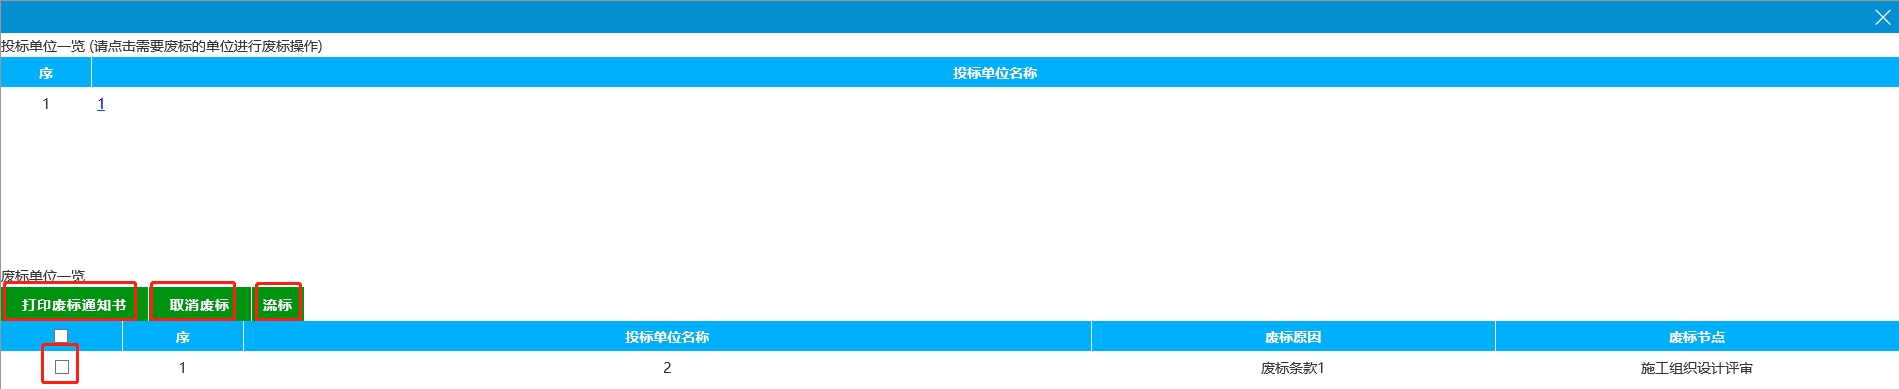 投标单位一览 (请点击需要废标的单位进行废标操作)
序 投标单位名称
1 1
废标单位一览
打印废标通知书 取消废标 流标
序 投标单位名称 废标原因 废标节点
1 2 废标条款1 施工组织设计评审